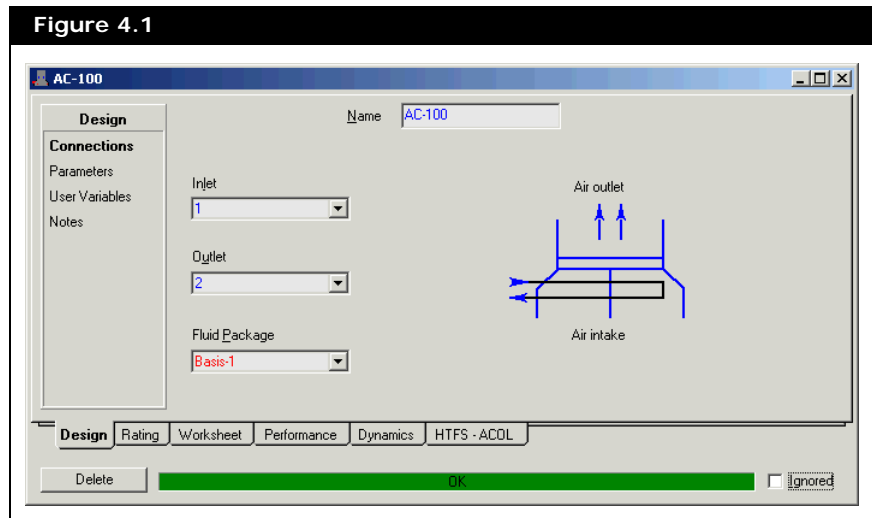 Figure 4.1
AC-100
Design
Connections
Parameters
User Variables
Notes
Name AC-100
Inlet
1
Outlet
2
Fluid Package
Basis-1
Air outlet
Air intake
Design Rating Worksheet Performance Dynamics HTFS - ACOL
Delete OK Ignored